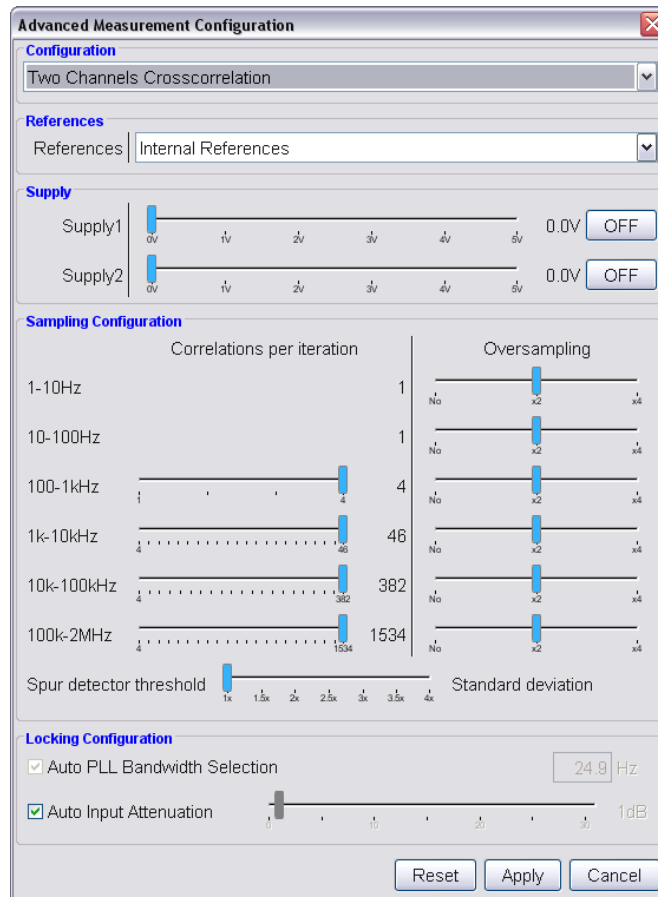 Advanced Measurement Configuration
Configuration
Two Channels Crosscorrelation
References
References Internal References
Supply
Supply1 0.0V OFF
0V 1V 2V 3V 4V 5V
Supply2 0.0V OFF
0V 1V 2V 3V 4V 5V
Sampling Configuration
Correlations per iteration Oversampling
1-10Hz 1
No x2 x4
10-100Hz 1
No x2 x4
100-1kHz 4
1 4 No x2 x4
1k-10kHz 46
4 46 No x2 x4
10k-100kHz 382
4 382 No x2 x4
100k-2MHz 1534
4 1534 No x2 x4
Spur detector threshold Standard deviation
1x 1.5x 2x 2.5x 3x 3.5x 4x
Locking Configuration
Auto PLL Bandwidth Selection 24.9 Hz
Auto Input Attenuation 1dB
0 10 20 30
Reset Apply Cancel